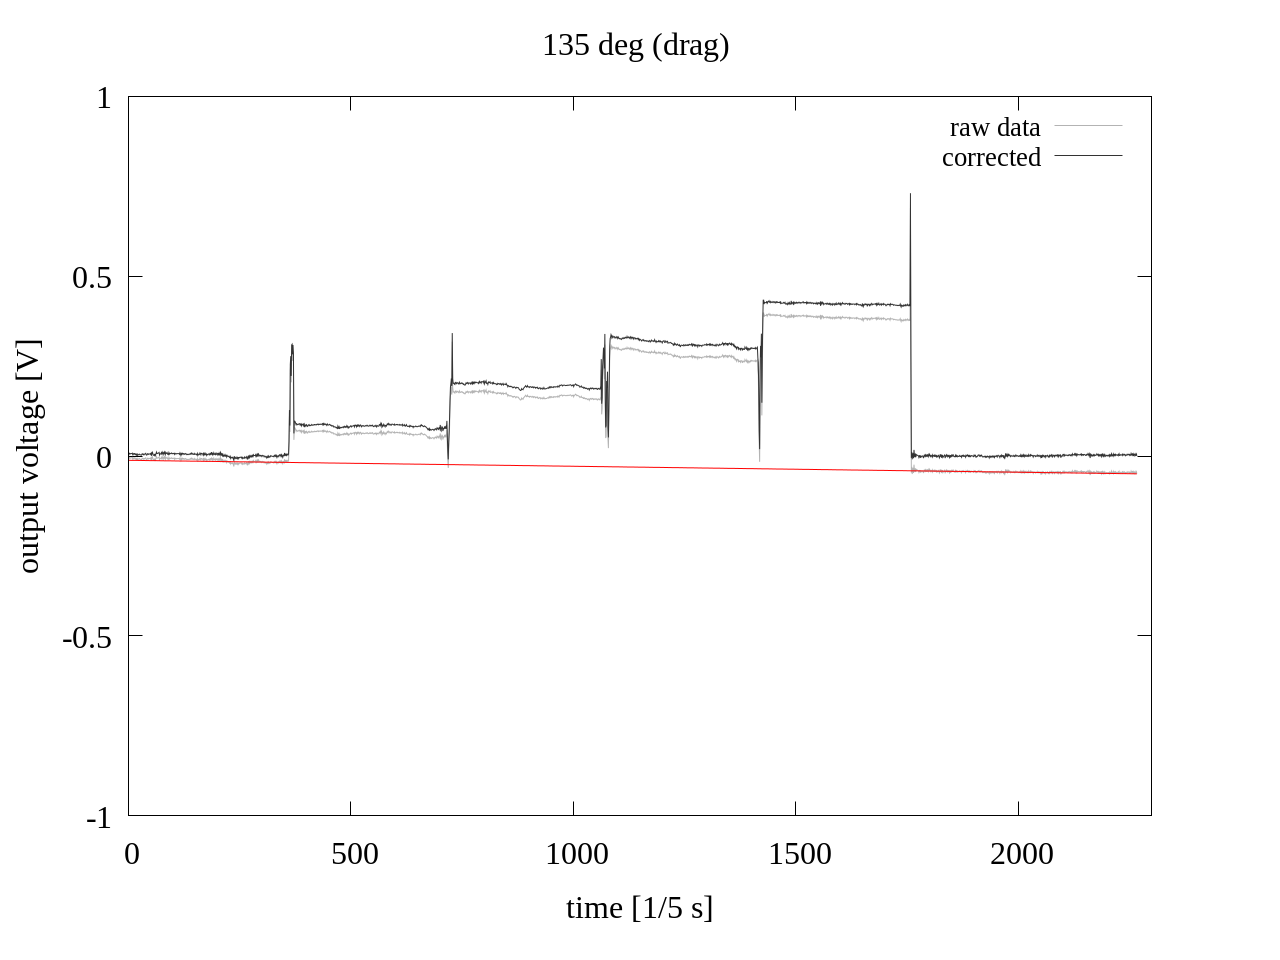 135 deg (drag)
raw data
corrected
1
0.5
0
-0.5
-1
output voltage [V]
0 500 1000 1500 2000
time [1/5 s]